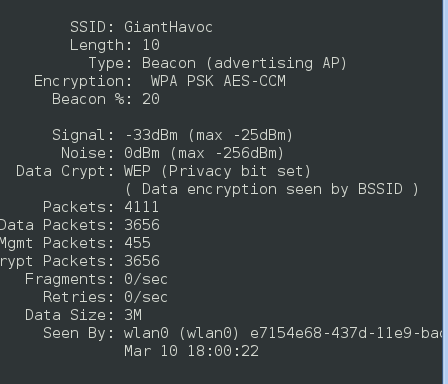 SSID: GiantHavoc
Length: 10
Type: Beacon (advertising AP)
Encryption: WPA PSK AES-CCM
Beacon %: 20
Signal: -33dBm (max -25dBm)
Noise: 0dBm (max -256dBm)
Data Crypt: WEP (Privacy bit set)
( Data encryption seen by BSSID )
Packets: 4111
Data Packets: 3656
Mgmt Packets: 455
rypt Packets: 3656
Fragments: 0/sec
Retries: 0/sec
Data Size: 3M
Seen By: wlan0 (wlan0) e7154e68-437d-11e9-bac
Mar 10 18:00:22